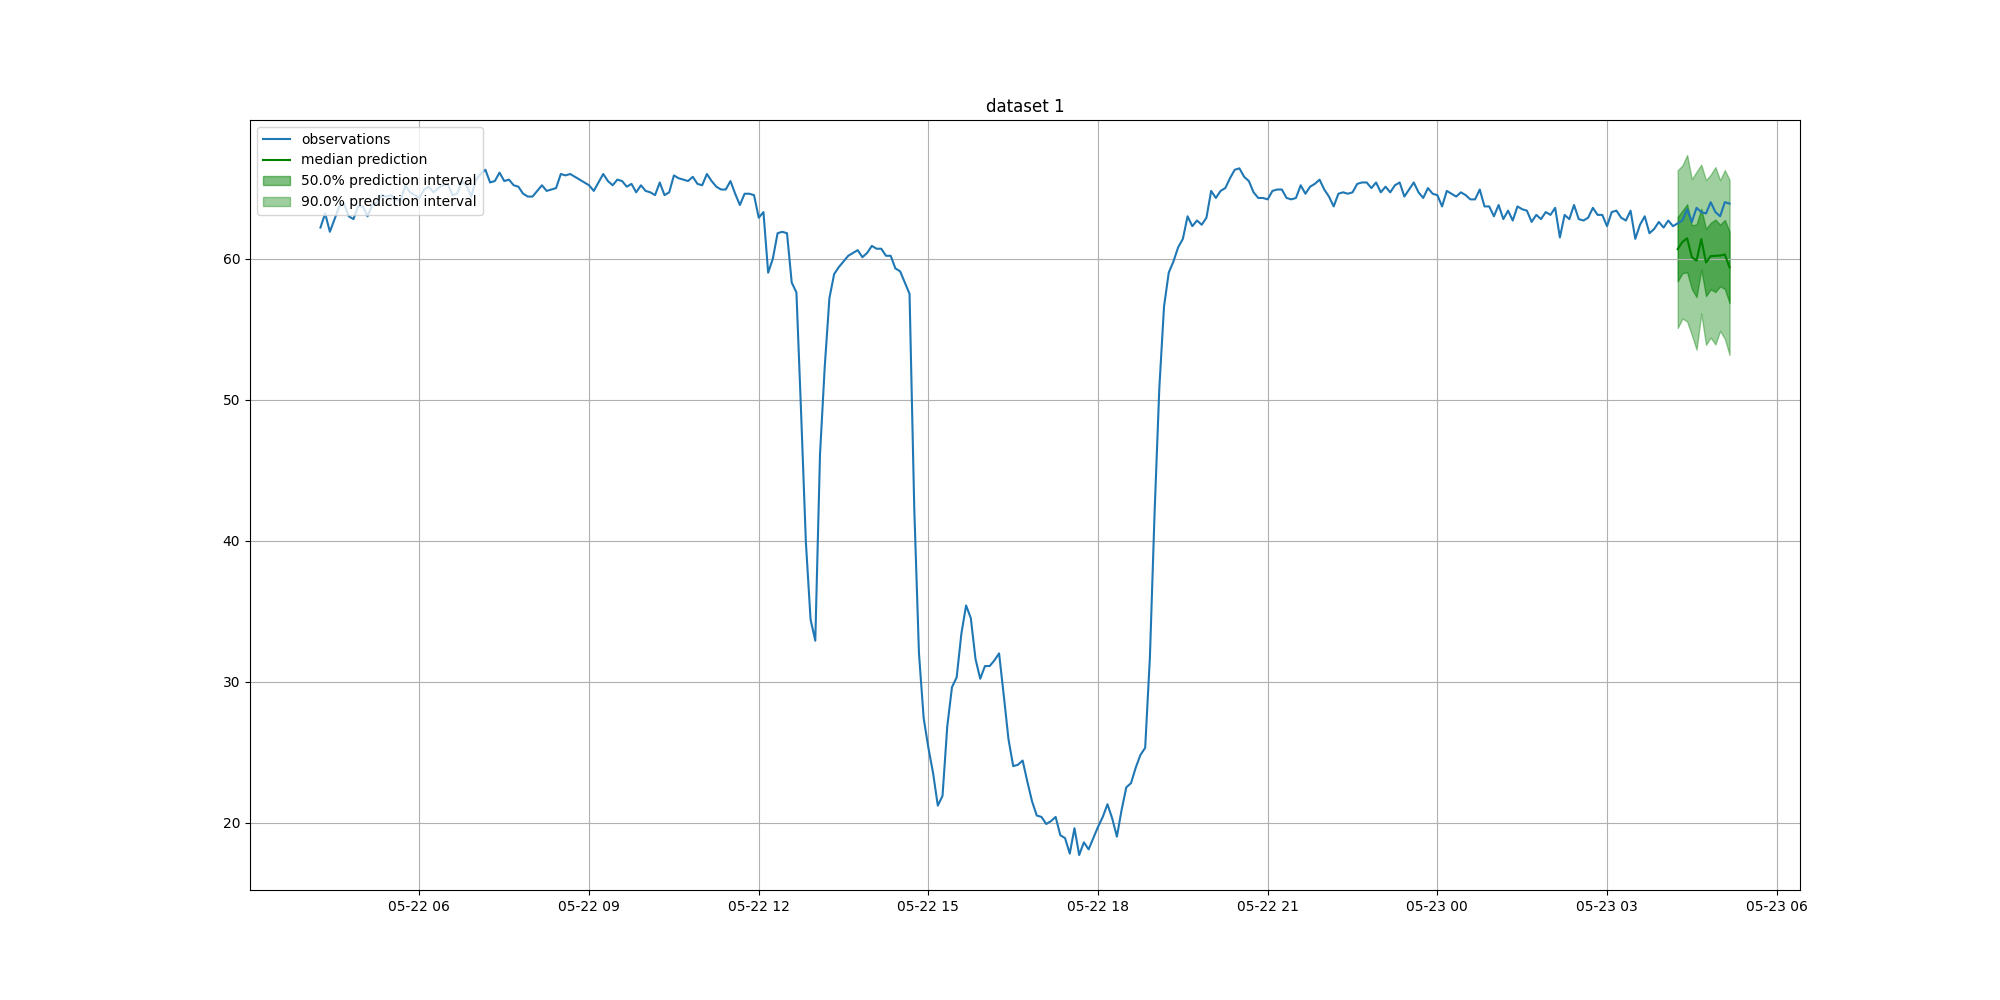 dataset 1
observations
median prediction
50.0% prediction interval
90.0% prediction interval
60
50
40
30
20
05-22 06
05-22 09
05-22 12
05-22 15
05-22 18
05-22 21
05-23 00
05-23 03
05-23 06